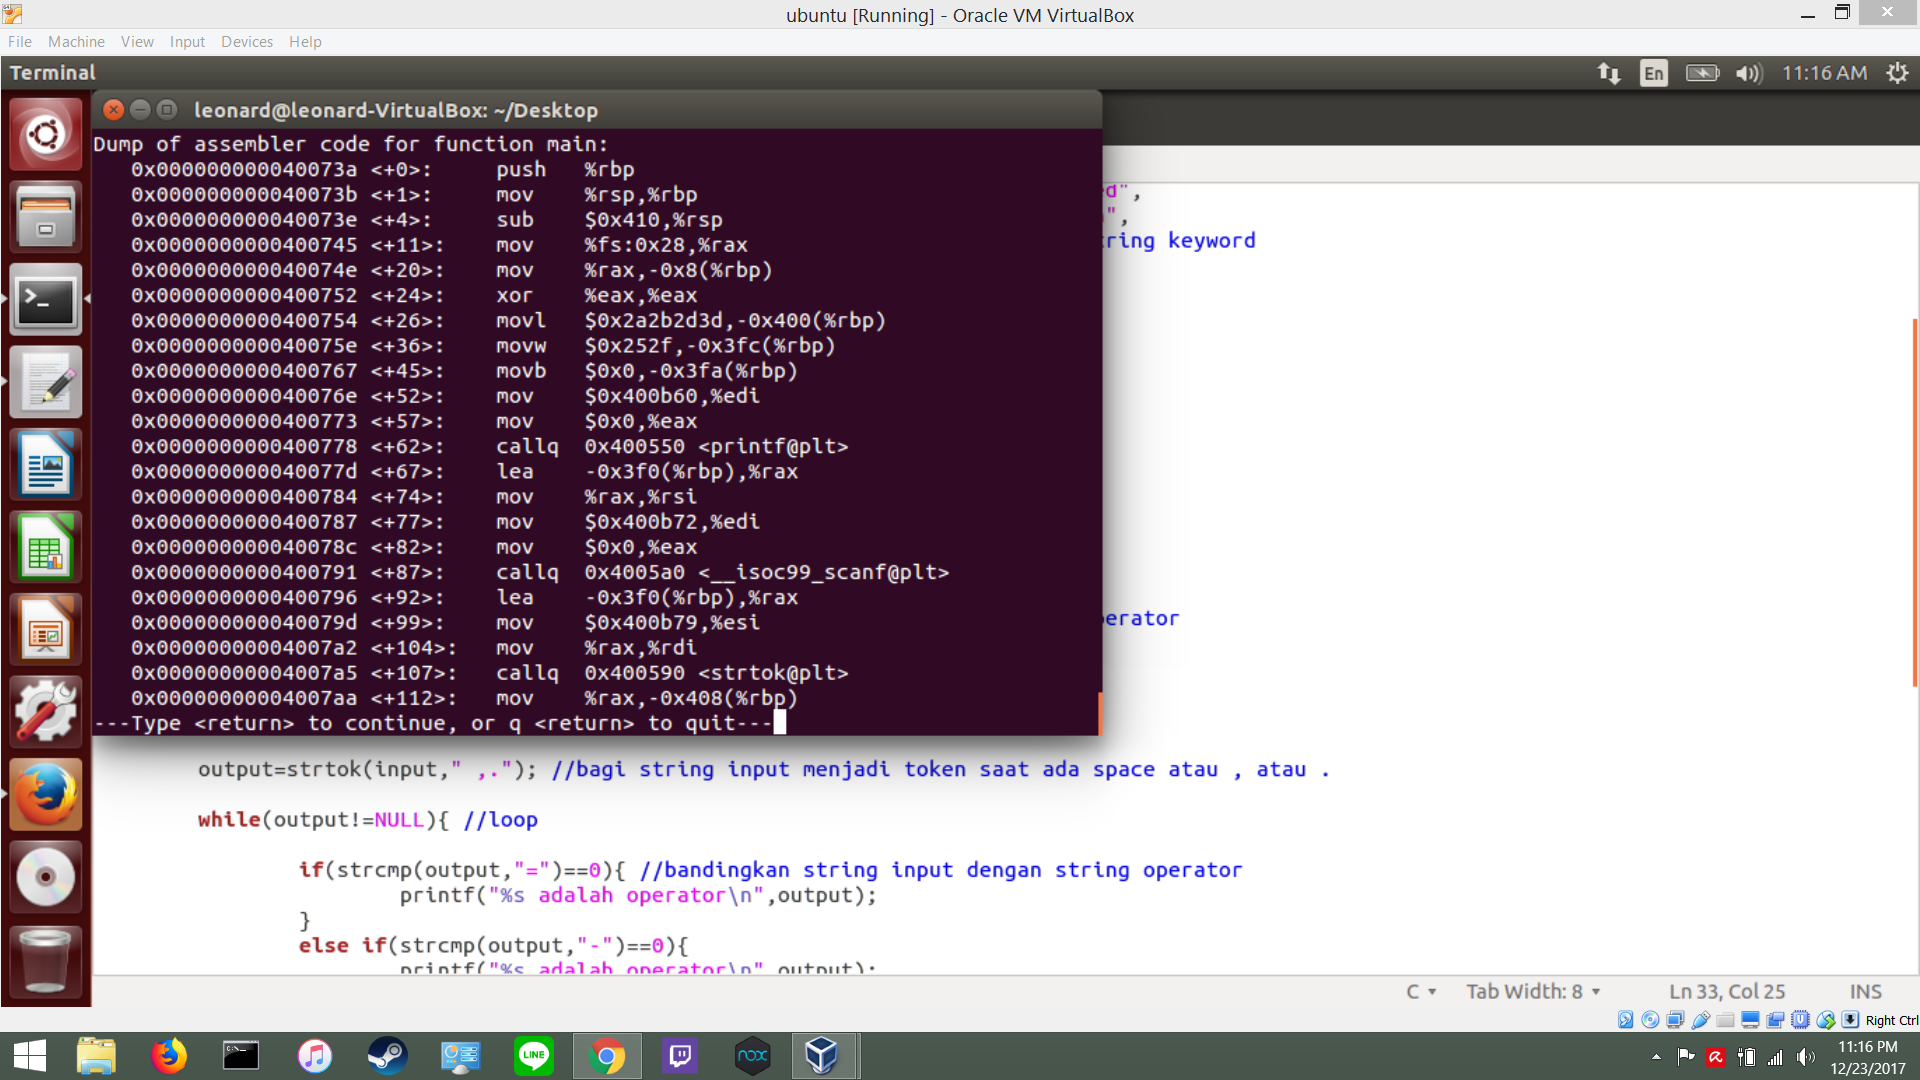 ubuntu [Running] - Oracle VM VirtualBox
File Machine View Input Devices Help
Terminal
En
11:16 AM
leonard@leonard-VirtualBox: ~/Desktop
Dump of assembler code for function main:
0x000000000040073a <+0>: push %rbp
0x000000000040073b <+1>: mov %rsp,%rbp
0x000000000040073e <+4>: sub $0x410,%rsp
0x0000000000400745 <+11>: mov %fs:0x28,%rax
0x000000000040074e <+20>: mov %rax,-0x8(%rbp)
0x0000000000400752 <+24>: xor %eax,%eax
0x0000000000400754 <+26>: movl $0x2a2b2d3d,-0x400(%rbp)
0x000000000040075e <+36>: movw $0x252f,-0x3fc(%rbp)
0x0000000000400767 <+45>: movb $0x0,-0x3fa(%rbp)
0x000000000040076e <+52>: mov $0x400b60,%edi
0x0000000000400773 <+57>: mov $0x0,%eax
0x0000000000400778 <+62>: callq 0x400550 <printf@plt>
0x000000000040077d <+67>: lea -0x3f0(%rbp),%rax
0x0000000000400784 <+74>: mov %rax,%rsi
0x0000000000400787 <+77>: mov $0x400b72,%edi
0x000000000040078c <+82>: mov $0x0,%eax
0x0000000000400791 <+87>: callq 0x4005a0 <__isoc99_scanf@plt>
0x0000000000400796 <+92>: lea -0x3f0(%rbp),%rax
0x000000000040079d <+99>: mov $0x400b79,%esi
0x00000000004007a2 <+104>: mov %rax,%rdi
0x00000000004007a5 <+107>: callq 0x400590 <strtok@plt>
0x00000000004007aa <+112>: mov %rax,-0x408(%rbp)
---Type <return> to continue, or q <return> to quit---
ed",
",
ring keyword
erator
output=strtok(input," ,."); //bagi string input menjadi token saat ada space atau , atau .
while(output!=NULL){ //loop
if(strcmp(output,"=")==0){ //bandingkan string input dengan string operator
printf("%s adalah operator\n",output);
}
else if(strcmp(output,"-")==0){
printf("%s adalah operator\n",output);
C Tab Width: 8 Ln 33, Col 25 INS
Right Ctrl
LINE
nox
11:16 PM
12/23/2017